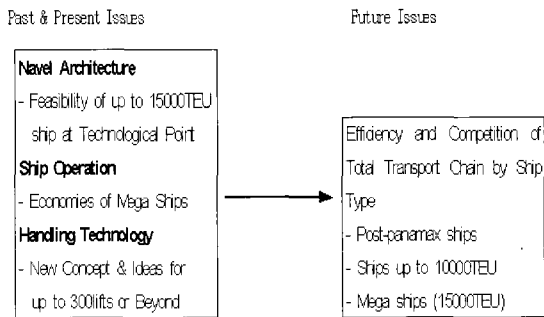 Past & Present Issues
Future Issues
Navel Architecture
- Feasibility of up to 15000TEU
ship at Technological Point
Ship Operation
- Economies of Mega Ships
Handling Technology
- New Concept & Ideas for
up to 300lifts or Beyond
Efficiency and Competition of
Total Transport Chain by Ship
Type
- Post-panamax ships
- Ships up to 10000TEU
- Mega ships (15000TEU)